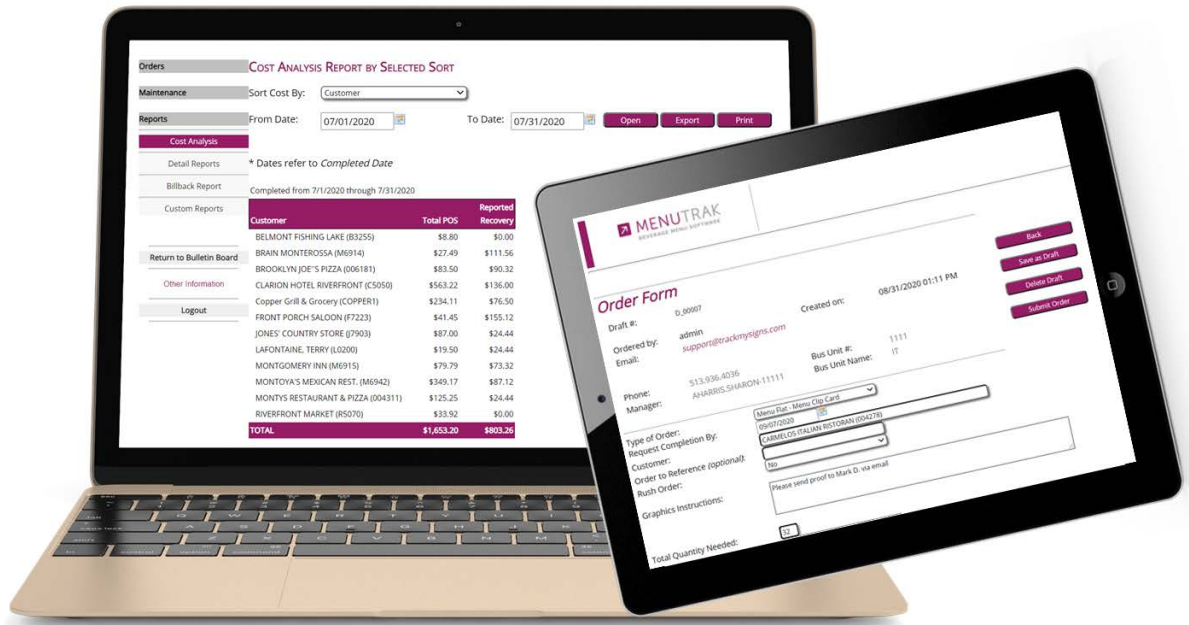 Orders
COST ANALYSIS REPORT BY SELECTED SORT
Maintenance
Sort Cost By: Customer
Reports
From Date: 07/01/2020 To Date: 07/31/2020 Open Export Print
Cost Analysis
Detail Reports
* Dates refer to Completed Date
Billback Report
Completed from 7/1/2020 through 7/31/2020
Custom Reports
Return to Bulletin Board
Other Information
Logout
Customer Total POS Reported Recovery
BELMONT FISHING LAKE (B3255) $8.80 $0.00
BRAIN MONTEROSSA (M6914) $27.49 $111.56
BROOKLYN JOE"S PIZZA (006181) $83.50 $90.32
CLARION HOTEL RIVERFRONT (C5050) $563.22 $136.00
Copper Grill & Grocery (COPPER1) $234.11 $76.50
FRONT PORCH SALOON (F7223) $41.45 $155.12
JONES' COUNTRY STORE (J7903) $87.00 $24.44
LAFONTAINE, TERRY (L0200) $19.50 $24.44
MONTGOMERY INN (M6915) $79.79 $73.32
MONTOYA'S MEXICAN REST. (M6942) $349.17 $87.12
MONTYS RESTAURANT & PIZZA (004311) $125.25 $24.44
RIVERFRONT MARKET (R5070) $33.92 $0.00
TOTAL $1,653.20 $803.26
MENUTRAK
BEVERAGE MENU SOFTWARE
Back
Save as Draft
Delete Draft
Submit Order
Order Form
Draft #: D_00007 Created on: 08/31/2020 01:11 PM
Ordered by: admin
Email: support@trackmysigns.com
Phone: 513.936.4036 Bus Unit #: 1111
Manager: AHARRIS.SHARON-11111 Bus Unit Name: IT
Type of Order: Menu Flat - Menu Clip Card
Request Completion By: 09/07/2020
Customer: CARMELOS ITALIAN RISTORAN (004278)
Order to Reference (optional):
Rush Order: No
Graphics Instructions: Please send proof to Mark D. via email
Total Quantity Needed: 32